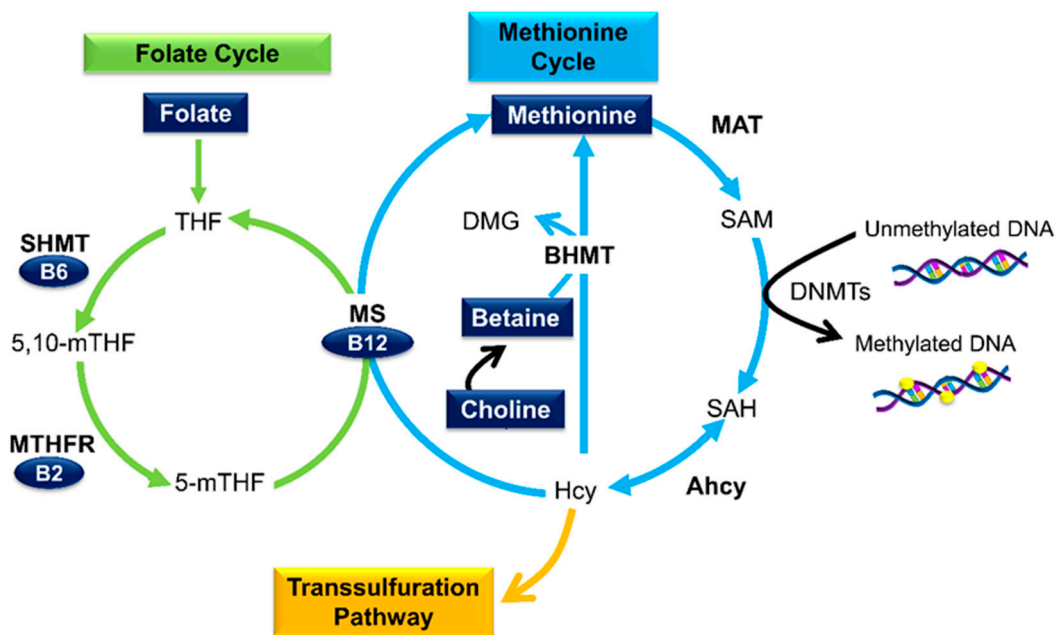 Folate Cycle
Methionine
Cycle
Folate
Methionine
MAT
THF
DMG
SAM
Unmethylated DNA
SHMT
B6
BHMT
DNMTs
MS
B12
Betaine
5,10-mTHF
Methylated DNA
Choline
SAH
MTHFR
B2
5-mTHF
Hcy
Ahcy
Transsulfuration
Pathway